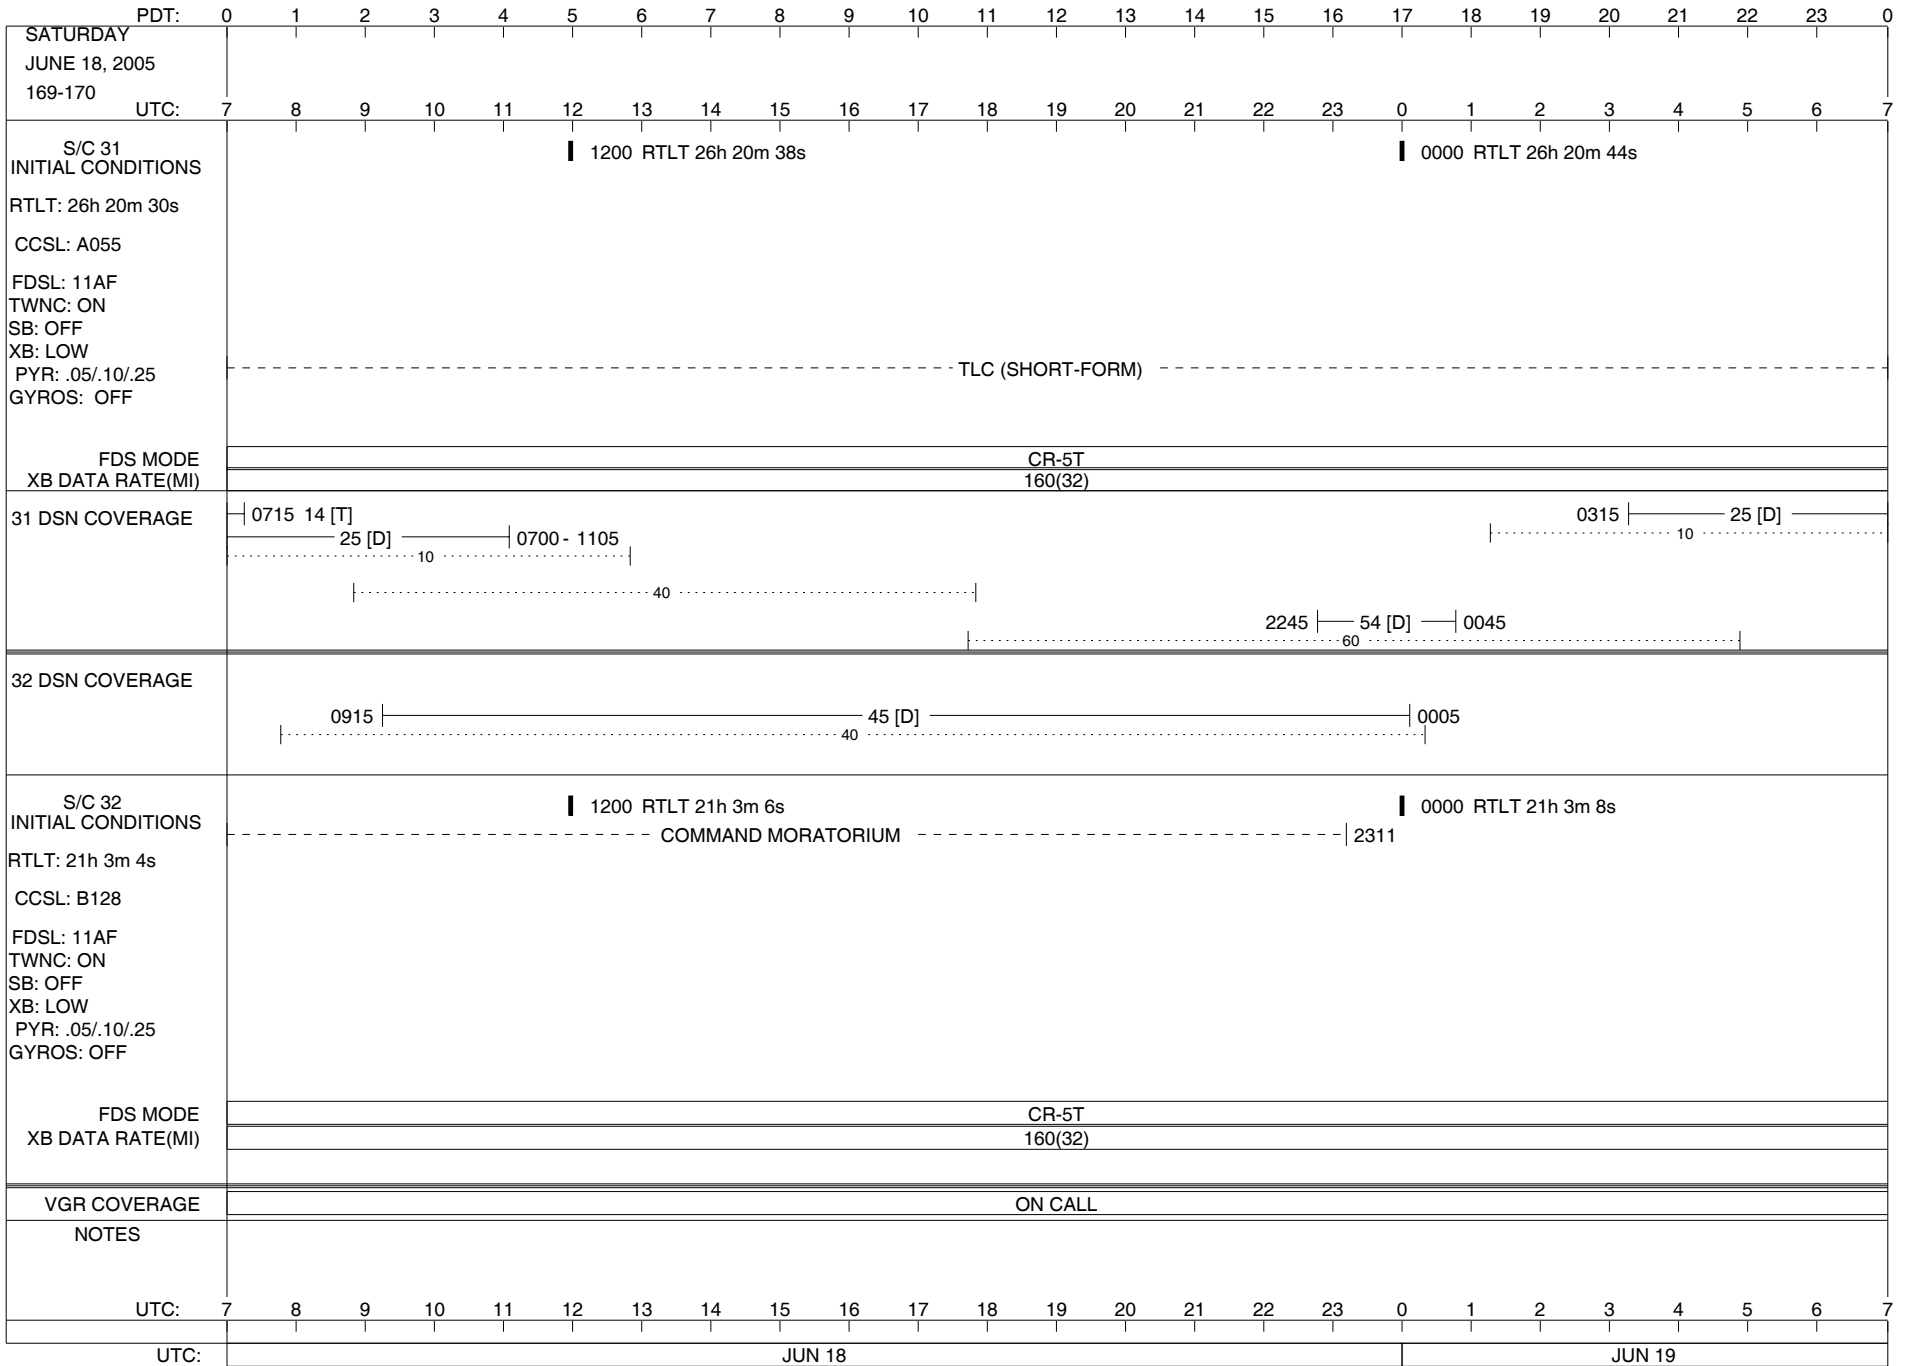 PDT: 0 1 2 3 4 5 6 7 8 9 10 11 12 13 14 15 16 17 18 19 20 21 22 23 0
SATURDAY
JUNE 18, 2005
169-170
UTC: 7 8 9 10 11 12 13 14 15 16 17 18 19 20 21 22 23 0 1 2 3 4 5 6 7
S/C 31
INITIAL CONDITIONS
1200 RTLT 26h 20m 38s
0000 RTLT 26h 20m 44s
RTLT: 26h 20m 30s
CCSL: A055
FDSL: 11AF
TWNC: ON
SB: OFF
XB: LOW
PYR: .05/.10/.25
TLC (SHORT-FORM)
GYROS: OFF
FDS MODE CR-5T
XB DATA RATE(MI) 160(32)
31 DSN COVERAGE
0715 14 [T]
0315 25 [D]
25 [D] 0700 - 1105
10
10
40
2245 54 [D] 0045
60
32 DSN COVERAGE
0915 45 [D] 0005
40
S/C 32
INITIAL CONDITIONS
1200 RTLT 21h 3m 6s
0000 RTLT 21h 3m 8s
COMMAND MORATORIUM 2311
RTLT: 21h 3m 4s
CCSL: B128
FDSL: 11AF
TWNC: ON
SB: OFF
XB: LOW
PYR: .05/.10/.25
GYROS: OFF
FDS MODE CR-5T
XB DATA RATE(MI) 160(32)
VGR COVERAGE ON CALL
NOTES
UTC: 7 8 9 10 11 12 13 14 15 16 17 18 19 20 21 22 23 0 1 2 3 4 5 6 7
UTC: JUN 18 JUN 19